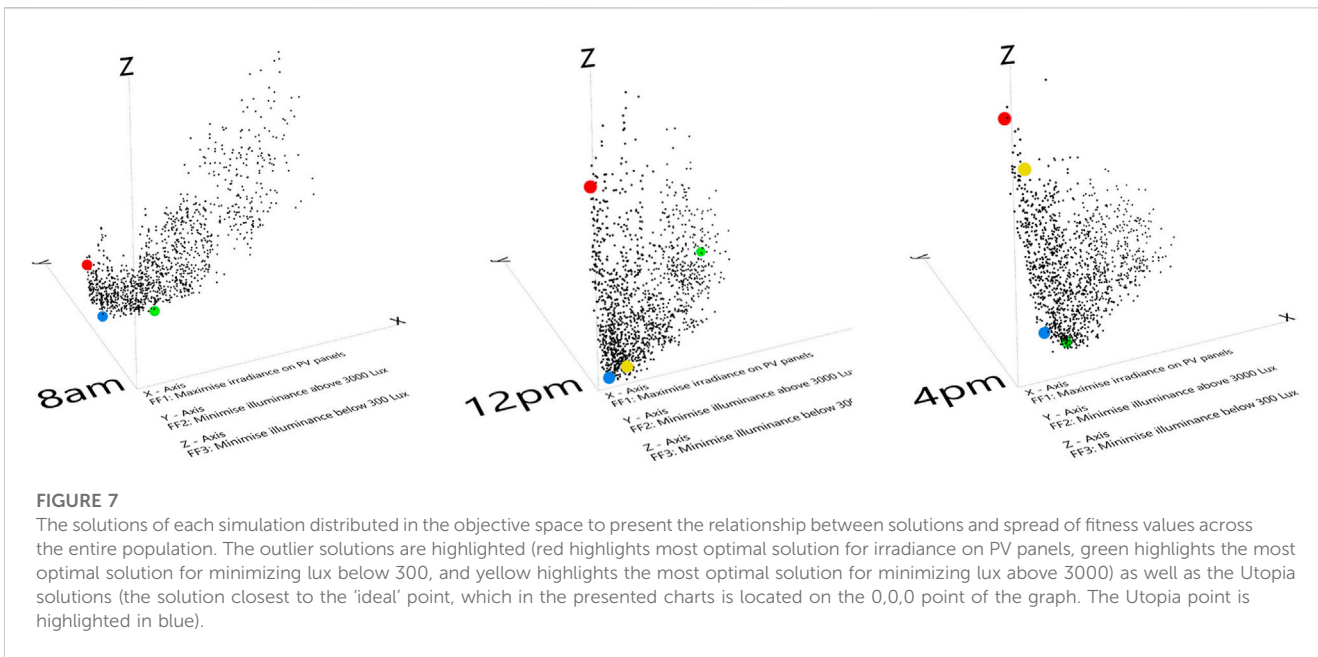 Z
Y
X
8am
X - Axis
FF1: Maximise irradiance on PV panels
Y - Axis
FF2: Minimise illuminance above 3000 Lux
Z - Axis
FF3: Minimise illuminance below 300 Lux
Z
Y
12pm
X - Axis
FF1: Maximise irradiance on PV panels
Y - Axis
FF2: Minimise illuminance above 3000 Lux
Z - Axis
FF3: Minimise illuminance below 300
Z
Y
X
4pm
X - Axis
FF1: Maximise irradiance on PV panels
Y - Axis
FF2: Minimise illuminance above 3000 Lux
Z - Axis
FF3: Minimise illuminance below 300 Lux
FIGURE 7
The solutions of each simulation distributed in the objective space to present the relationship between solutions and spread of fitness values across
the entire population. The outlier solutions are highlighted (red highlights most optimal solution for irradiance on PV panels, green highlights the most
optimal solution for minimizing lux below 300, and yellow highlights the most optimal solution for minimizing lux above 3000) as well as the Utopia
solutions (the solution closest to the ‘ideal’ point, which in the presented charts is located on the 0,0,0 point of the graph. The Utopia point is
highlighted in blue).